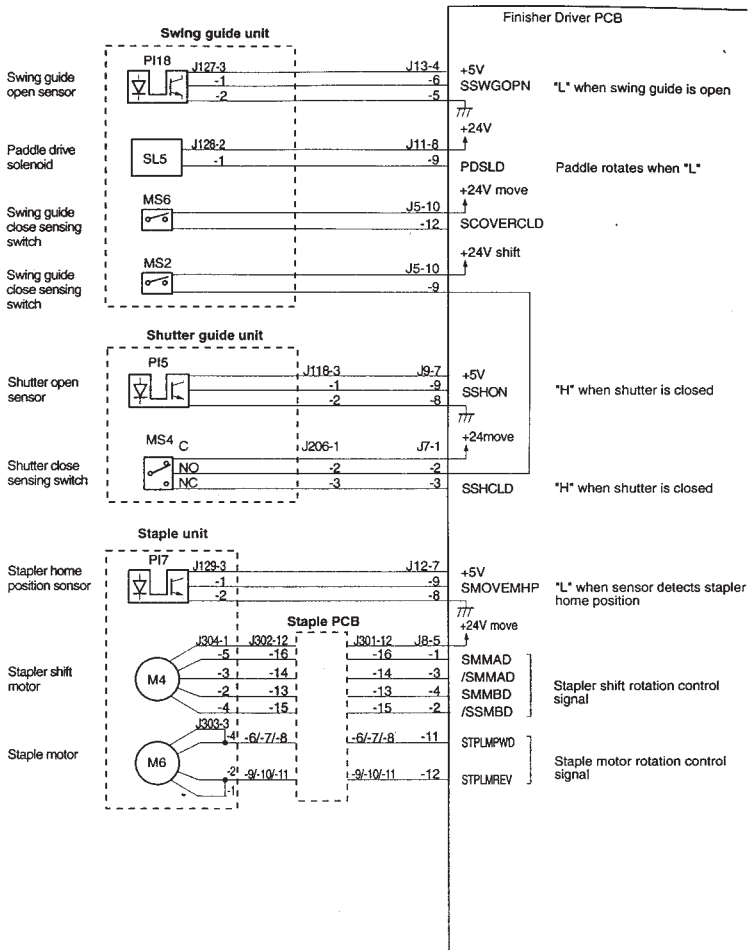 Finisher Driver PCB
Swing guide unit
PI18
J127-3
J13-4
+5V
Swing guide
open sensor
-1
-6
SSWGOPN
"L" when swing guide is open
-2
-5
+24V
Paddle drive
solenoid
SL5
J128-2
J11-8
-1
-9
PDSLD
Paddle rotates when "L"
+24V move
MS6
Swing guide
close sensing
switch
J5-10
-12
SCOVERCLD
+24V shift
MS2
Swing guide
close sensing
switch
J5-10
-9
Shutter guide unit
PI5
J118-3
J9-7
+5V
Shutter open
sensor
-1
-9
SSHON
"H" when shutter is closed
-2
-8
+24move
MS4
C
J206-1
J7-1
Shutter close
sensing switch
NO
-2
-2
NC
-3
-3
SSHCLD
"H" when shutter is closed
Staple unit
PI7
J129-3
J12-7
+5V
Stapler home
position sonsor
-1
-9
SMOVEMHP
"L" when sensor detects stapler
home position
-2
-8
Staple PCB
+24V move
J304-1
J302-12
J301-12
J8-5
-5
-16
-16
-1
SMMAD
Stapler shift
motor
M4
-3
-14
-14
-3
/SMMAD
Stapler shift rotation control
signal
-2
-13
-13
-4
SMMBD
-4
-15
-15
-2
/SSMBD
J303-3
Staple motor
M6
-4
-6/-7/-8
-6/-7/-8
-11
STPLMPWD
Staple motor rotation control
signal
-2
-9/-10/-11
-9/-10/-11
-12
STPLMREV
-1